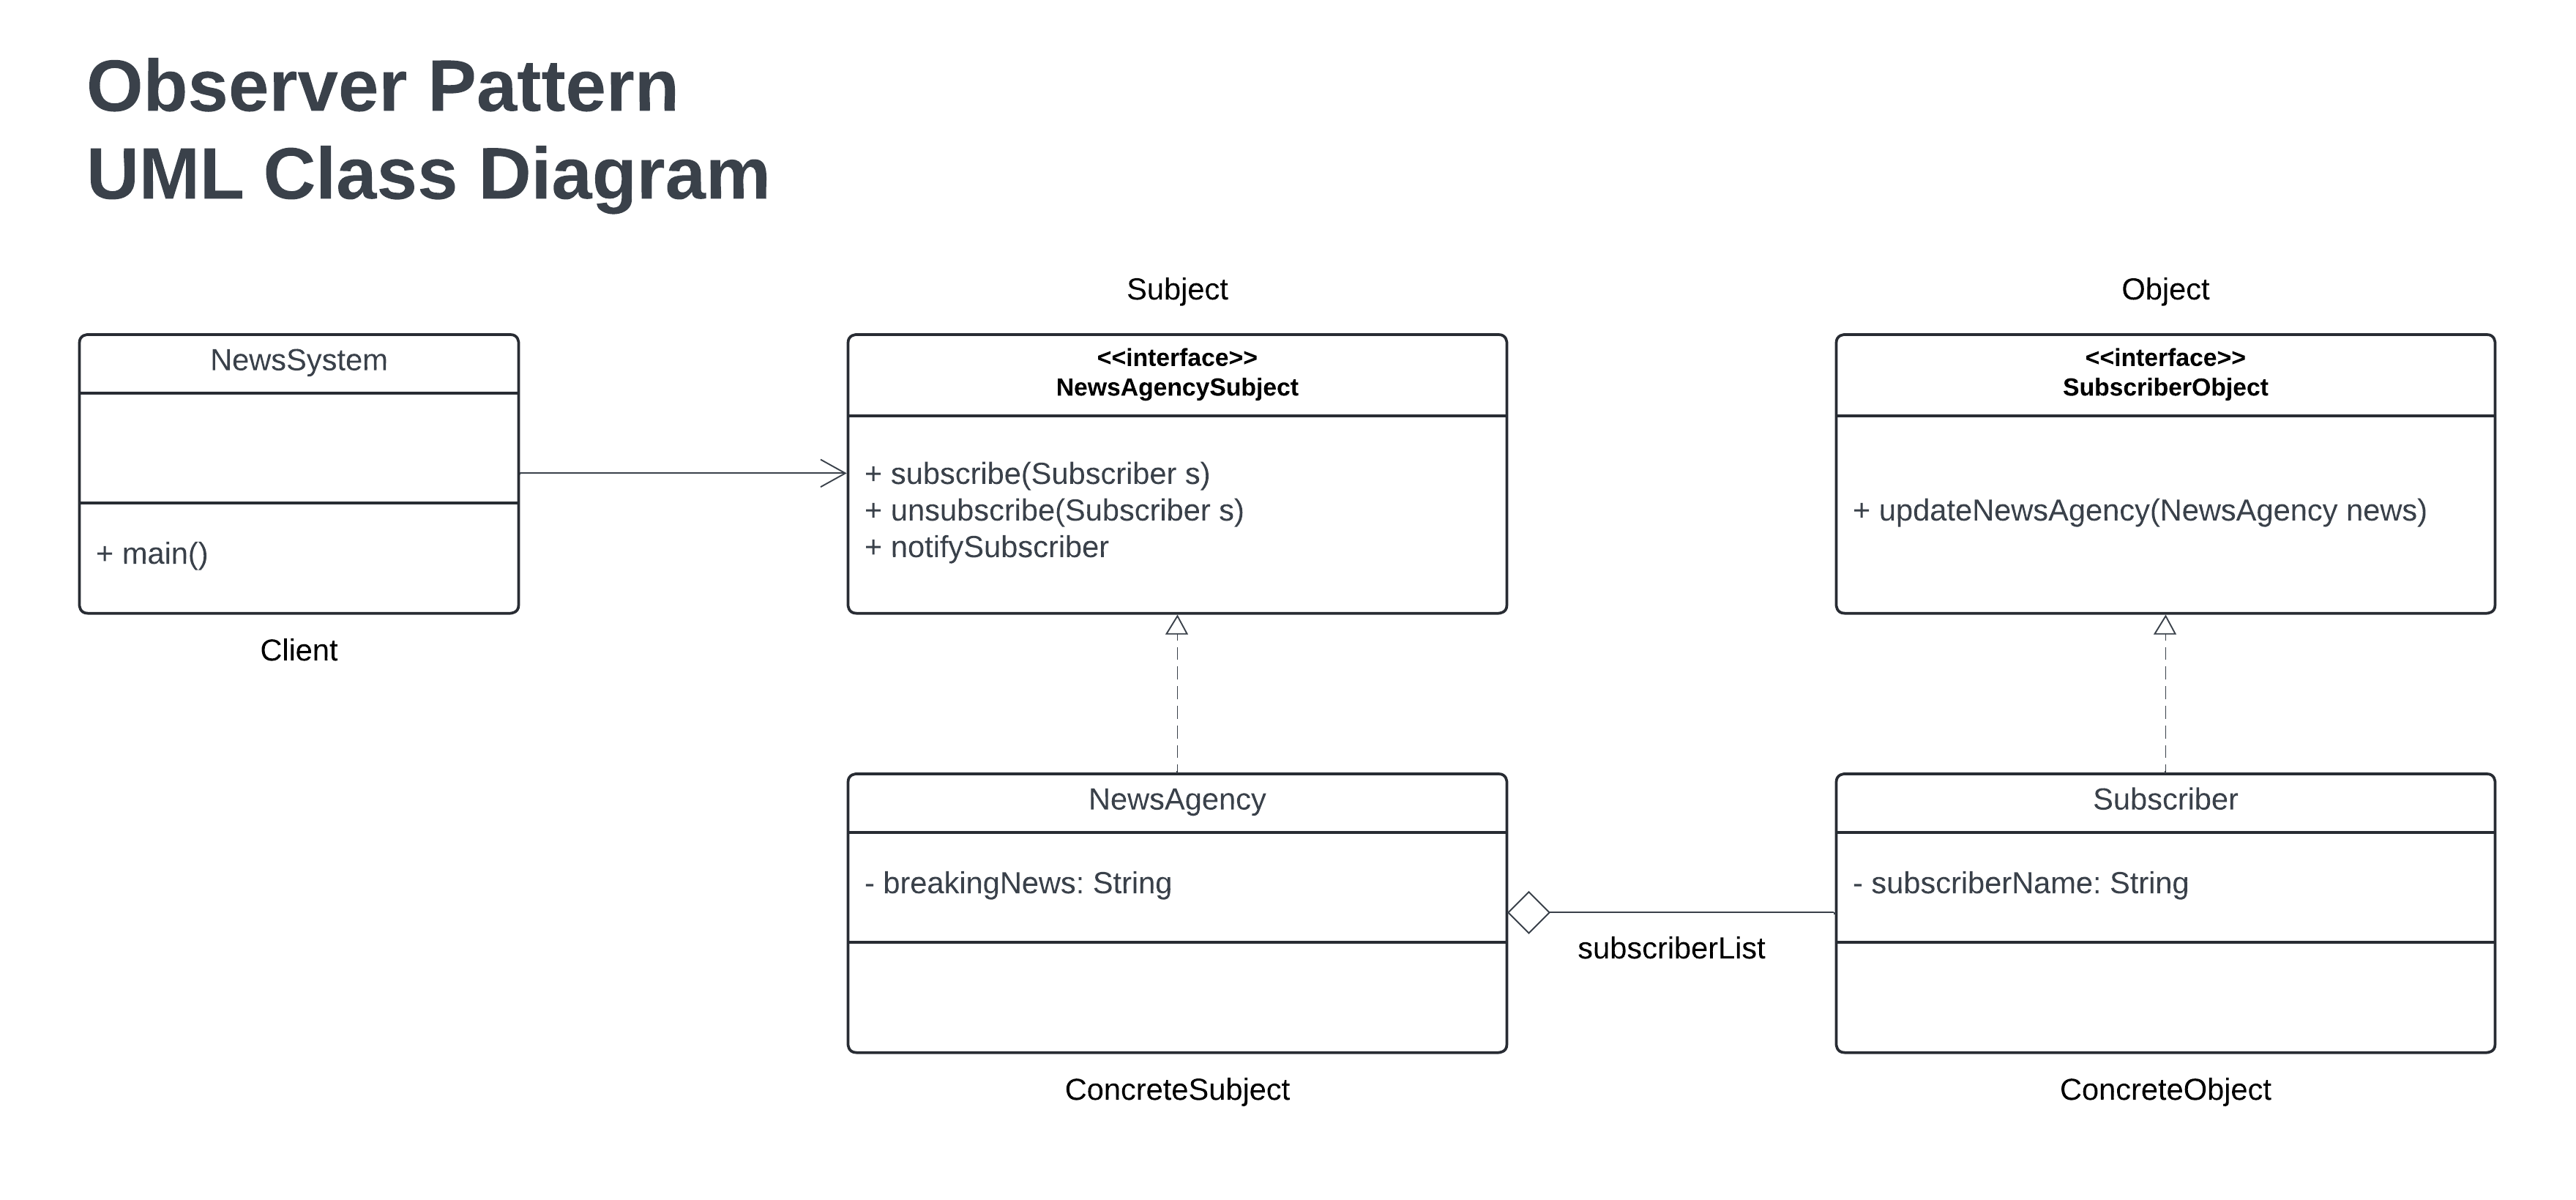 Observer Pattern
UML Class Diagram
Subject
Object
NewsSystem
+ main()
Client
<<interface>>
NewsAgencySubject
+ subscribe(Subscriber s)
+ unsubscribe(Subscriber s)
+ notifySubscriber
<<interface>>
SubscriberObject
+ updateNewsAgency(NewsAgency news)
NewsAgency
- breakingNews: String
ConcreteSubject
subscriberList
Subscriber
- subscriberName: String
ConcreteObject